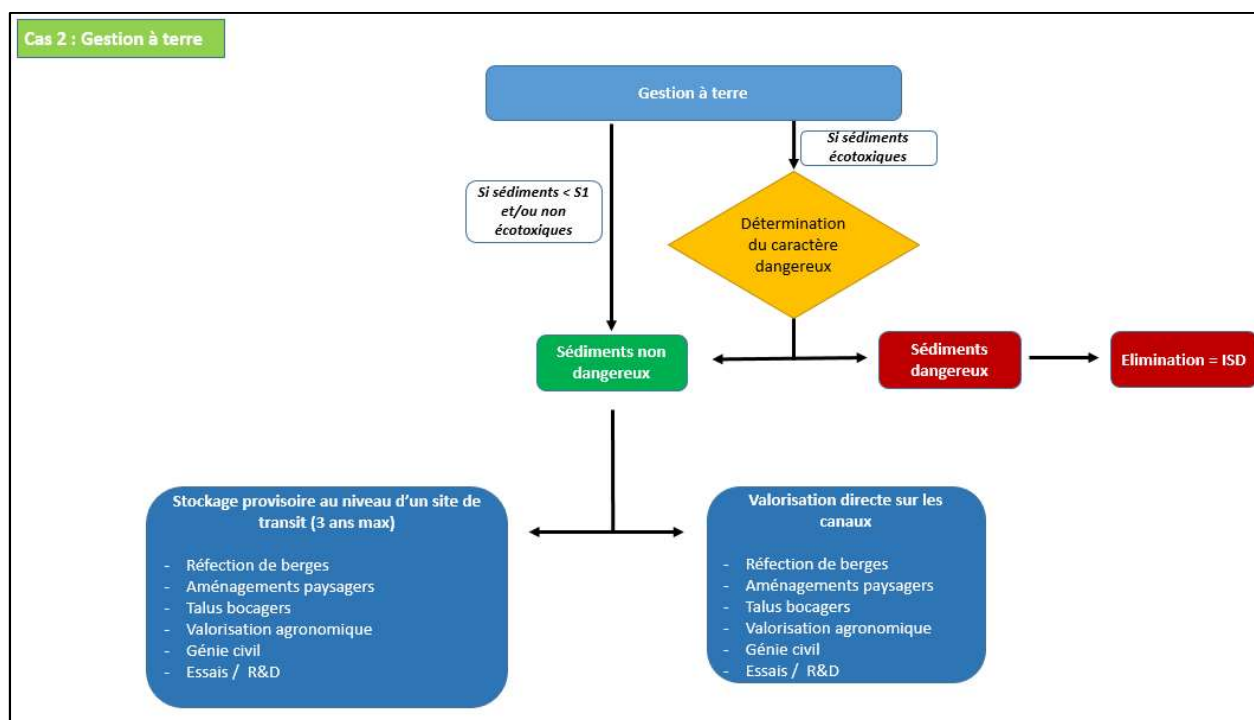 Cas 2 : Gestion à terre
Gestion à terre
Si sédiments
écotoxiques
Si sédiments < S1
et/ou non
écotoxiques
Détermination
du caractère
dangereux
Sédiments non
dangereux
Sédiments
dangereux
Elimination = ISD
Stockage provisoire au niveau d’un site de
transit (3 ans max)
- Réfection de berges
- Aménagements paysagers
- Talus bocagers
- Valorisation agronomique
- Génie civil
- Essais / R&D
Valorisation directe sur les
canaux
- Réfection de berges
- Aménagements paysagers
- Talus bocagers
- Valorisation agronomique
- Génie civil
- Essais / R&D